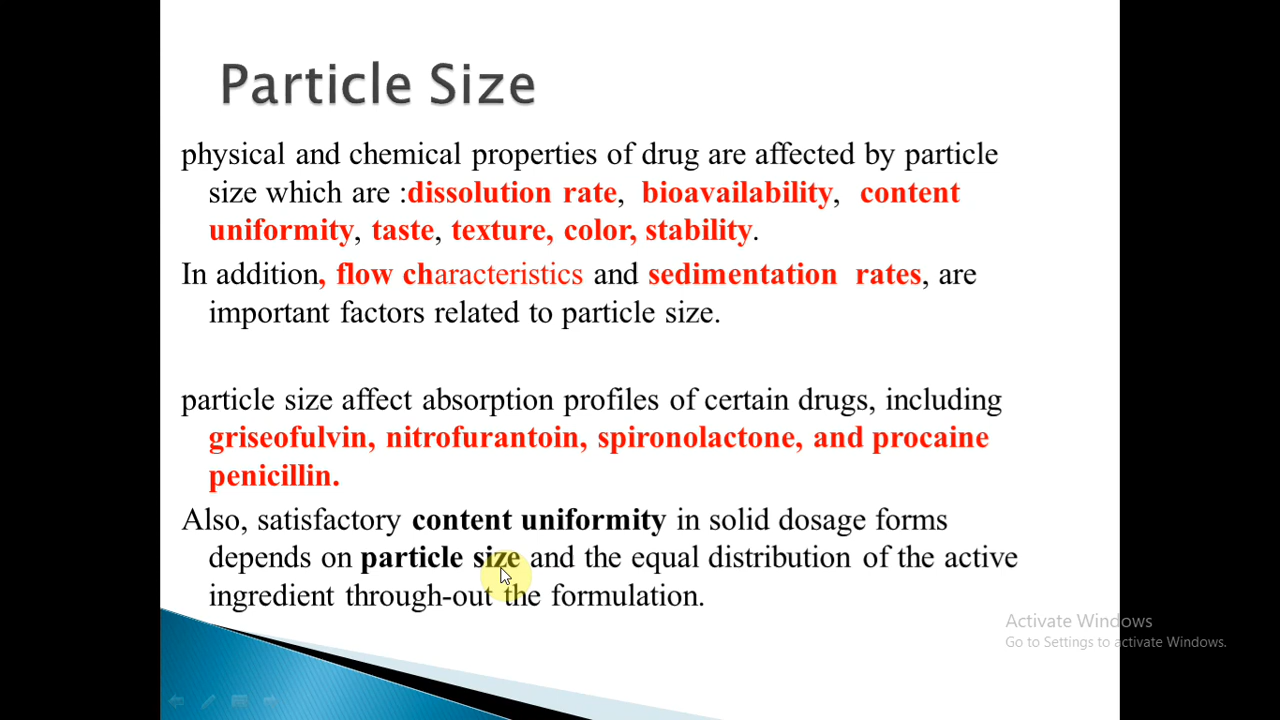 Particle Size
physical and chemical properties of drug are affected by particle
size which are :dissolution rate, bioavailability, content
uniformity, taste, texture, color, stability.
In addition, flow characteristics and sedimentation rates, are
important factors related to particle size.
particle size affect absorption profiles of certain drugs, including
griseofulvin, nitrofurantoin, spironolactone, and procaine
penicillin.
Also, satisfactory content uniformity in solid dosage forms
depends on particle size and the equal distribution of the active
ingredient through-out the formulation.
Activate Windows
Go to Settings to activate Windows.